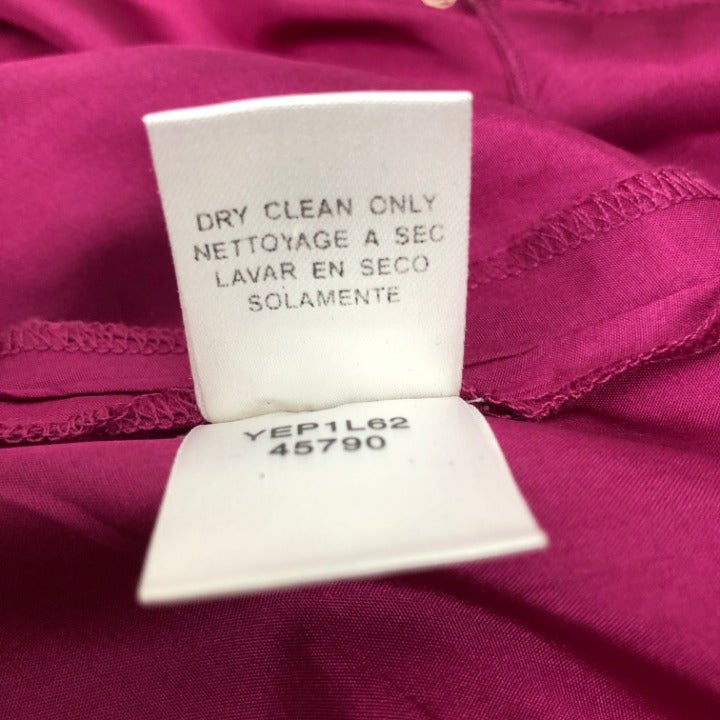 DRY CLEAN ONLY
NETTOYAGE A SEC
LAVAR EN SECO
SOLAMENTE
YEP1L62
45790